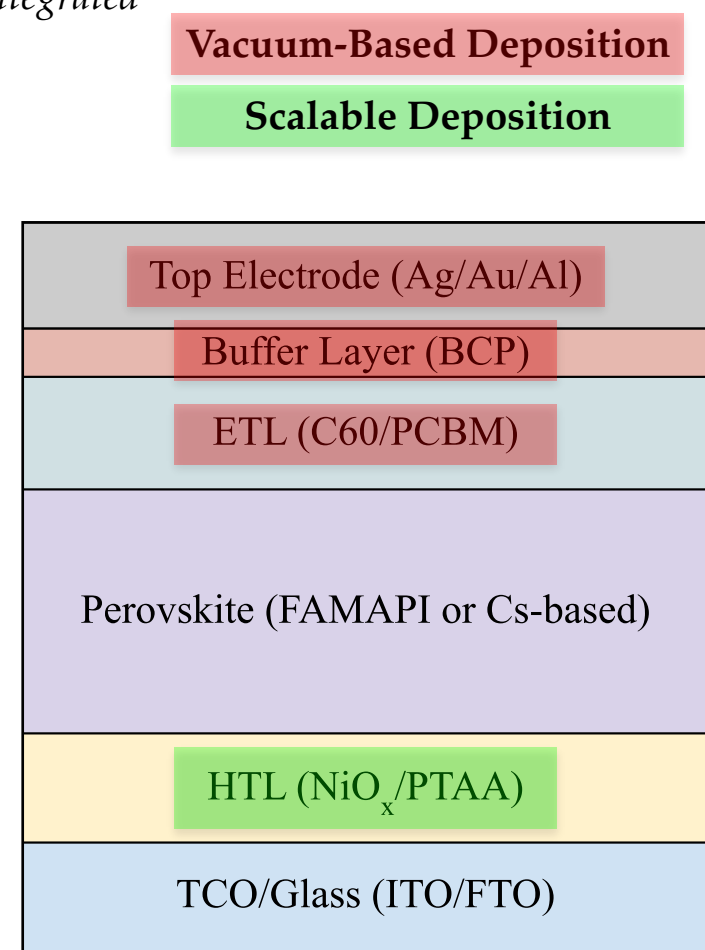 Vacuum-Based Deposition
Scalable Deposition
Top Electrode (Ag/Au/Al)
Buffer Layer (BCP)
ETL (C60/PCBM)
Perovskite (FAMAPI or Cs-based)
HTL (NiOₓ/PTAA)
TCO/Glass (ITO/FTO)